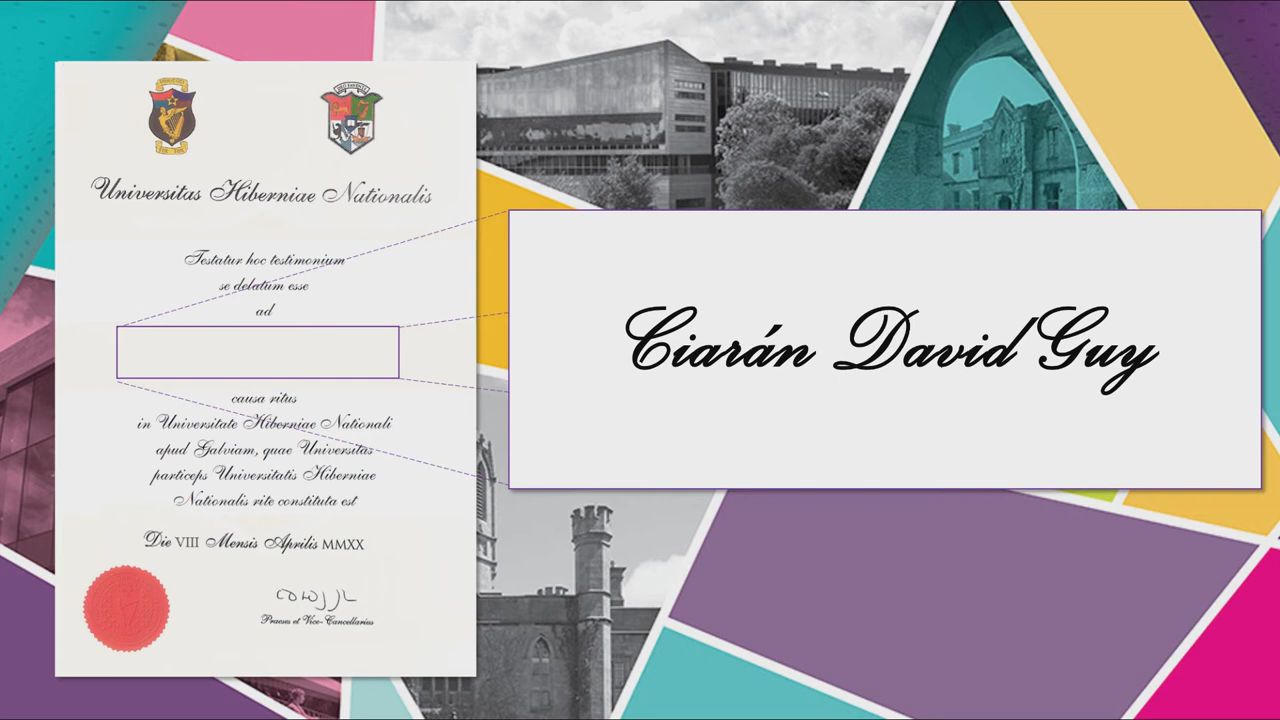 Universitas Hiberniae Nationalis
Testatur hoc testimonium
se delatum esse
ad
Ciarán David Guy
causa ritus
in Universitate Hiberniae Nationali
apud Galviam, quae Universitas
particeps Universitatis Hiberniae
Nationalis rite constituta est
Die VIII Mensis Aprilis MMXX
Praeses et Vice-Cancellarius